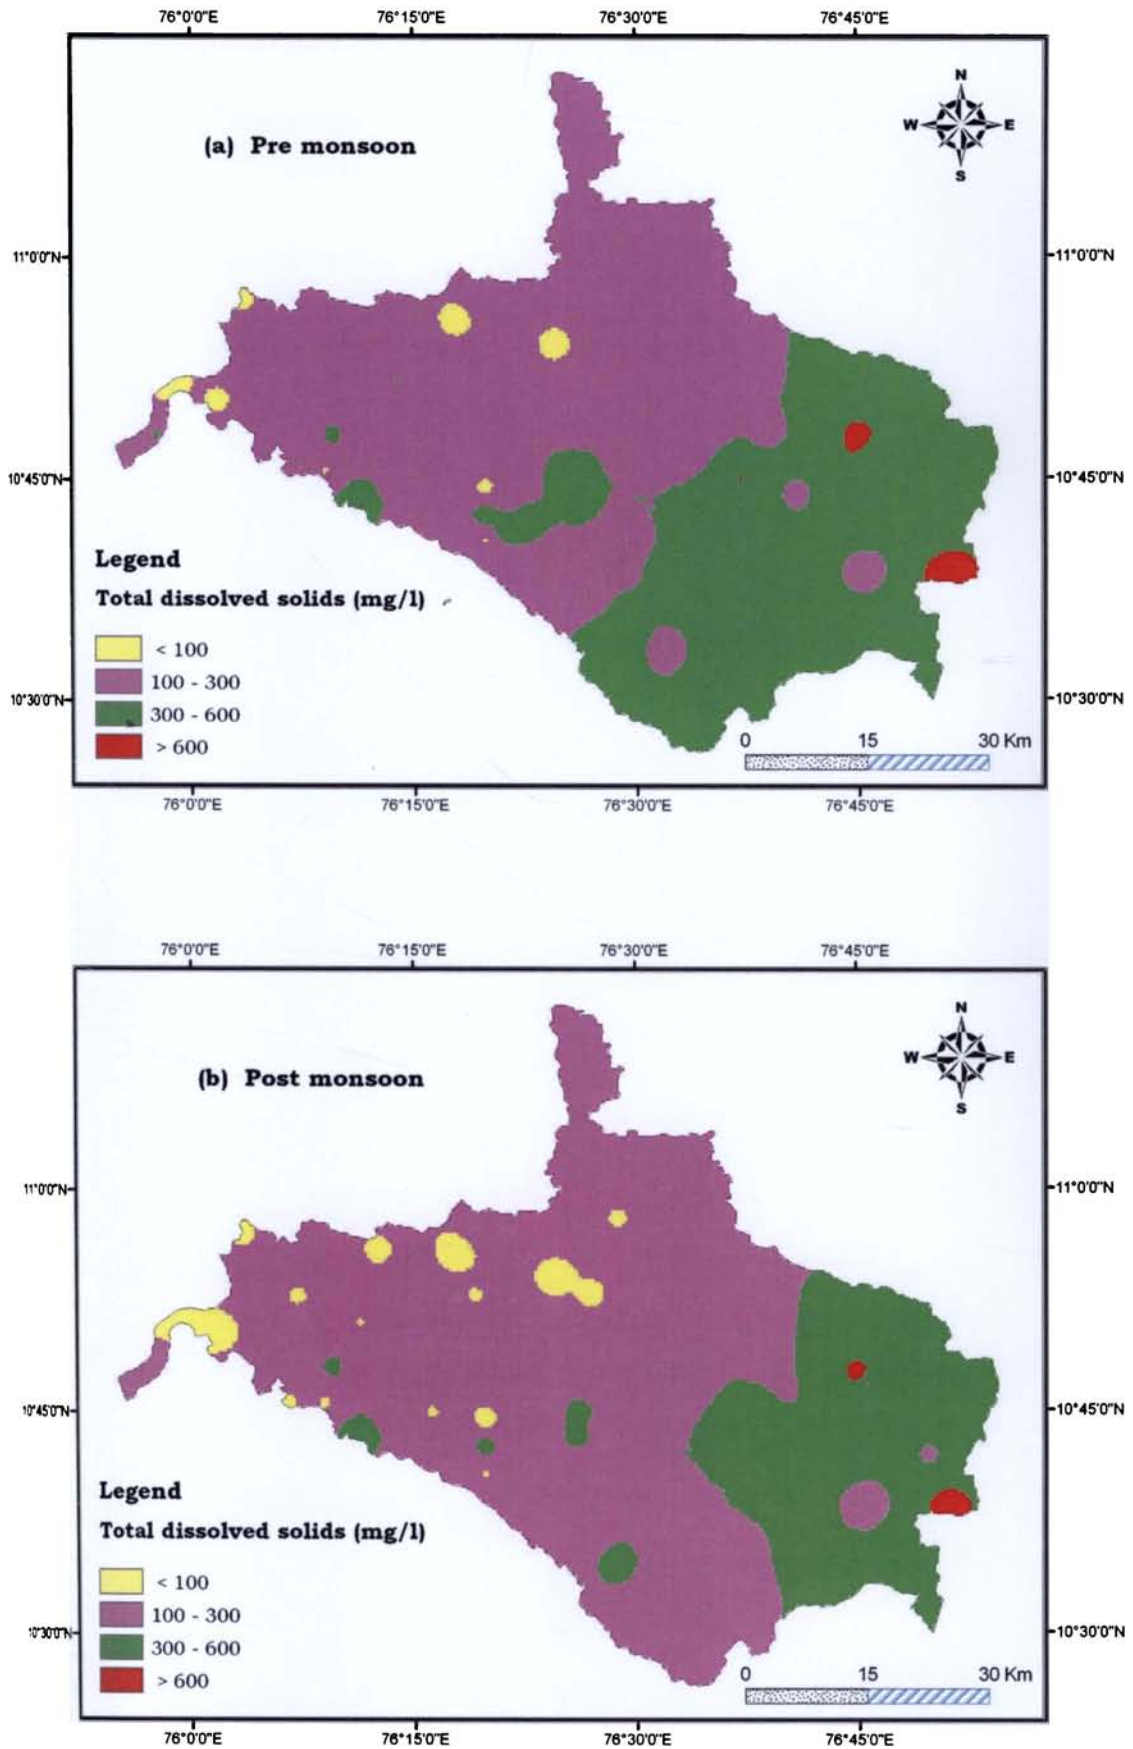 76°0'0"E 76°15'0"E 76°30'0"E 76°45'0"E
(a) Pre monsoon
N
W E
S
11°0'0"N 11°0'0"N
10°45'0"N 10°45'0"N
Legend
Total dissolved solids (mg/l)
< 100
100 - 300
300 - 600
> 600
10°30'0"N 10°30'0"N
0 15 30 Km
76°0'0"E 76°15'0"E 76°30'0"E 76°45'0"E
76°0'0"E 76°15'0"E 76°30'0"E 76°45'0"E
(b) Post monsoon
N
W E
S
11°0'0"N 11°0'0"N
10°45'0"N 10°45'0"N
Legend
Total dissolved solids (mg/l)
< 100
100 - 300
300 - 600
> 600
10°30'0"N 10°30'0"N
0 15 30 Km
76°0'0"E 76°15'0"E 76°30'0"E 76°45'0"E